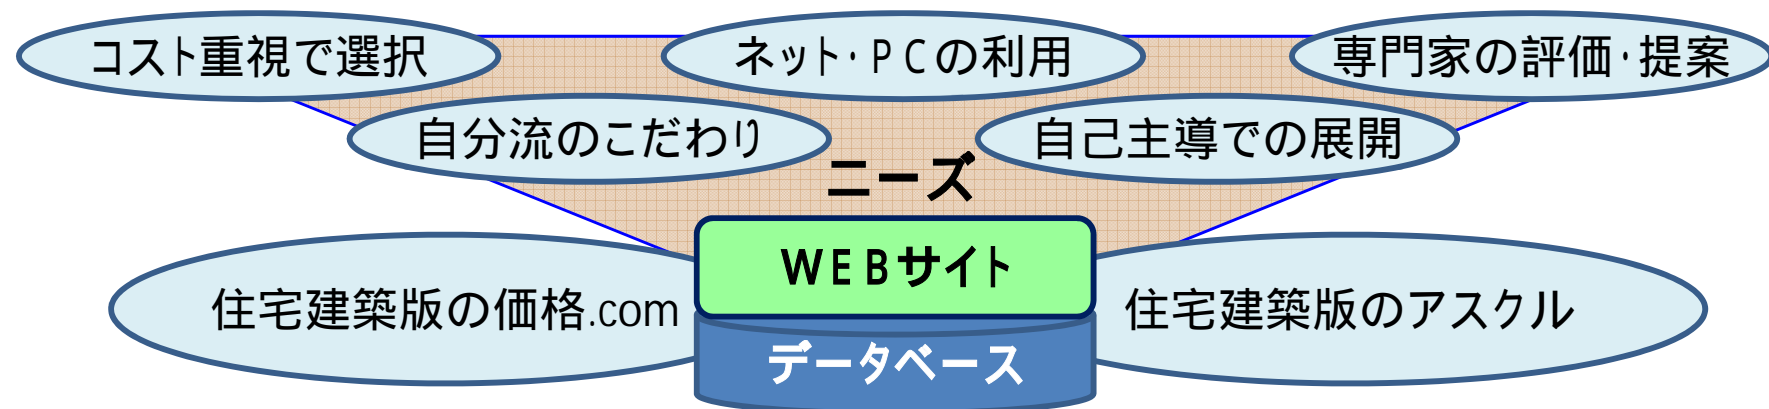 コスト重視で選択
ネット・PCの利用
専門家の評価・提案
自分流のこだわり
自己主導での展開
ニーズ
WEBサイト
住宅建築版の価格.com
住宅建築版のアスクル
データベース